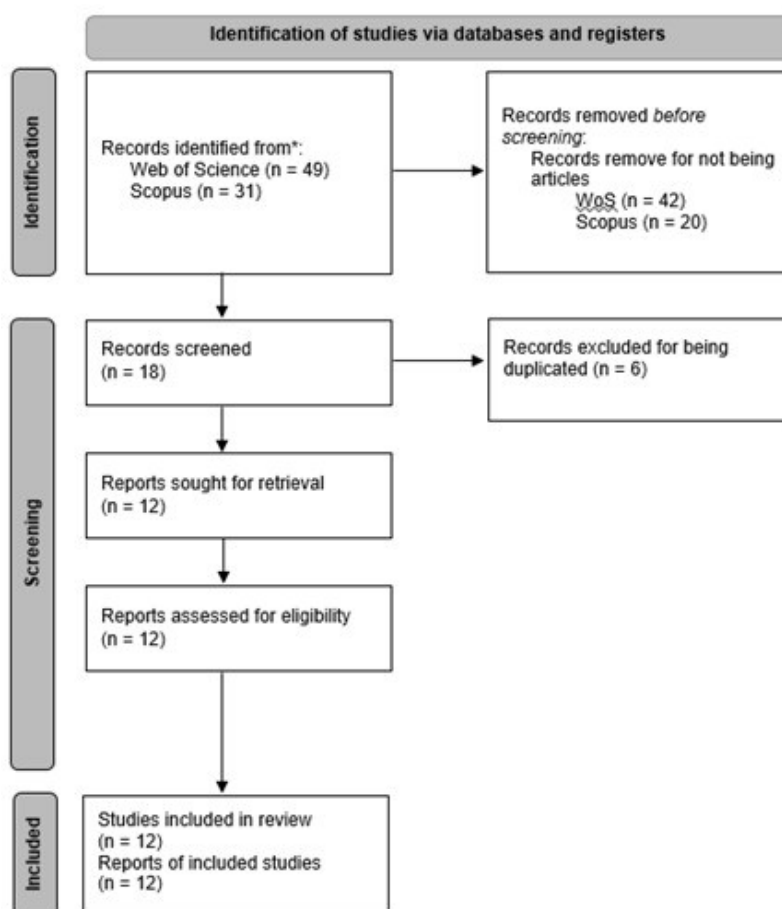 Identification of studies via databases and registers
Identification
Records identified from*:
Web of Science (n = 49)
Scopus (n = 31)
Records removed before
screening:
Records remove for not being
articles
WoS (n = 42)
Scopus (n = 20)
Screening
Records screened
(n = 18)
Records excluded for being
duplicated (n = 6)
Reports sought for retrieval
(n = 12)
Reports assessed for eligibility
(n = 12)
Included
Studies included in review
(n = 12)
Reports of included studies
(n = 12)